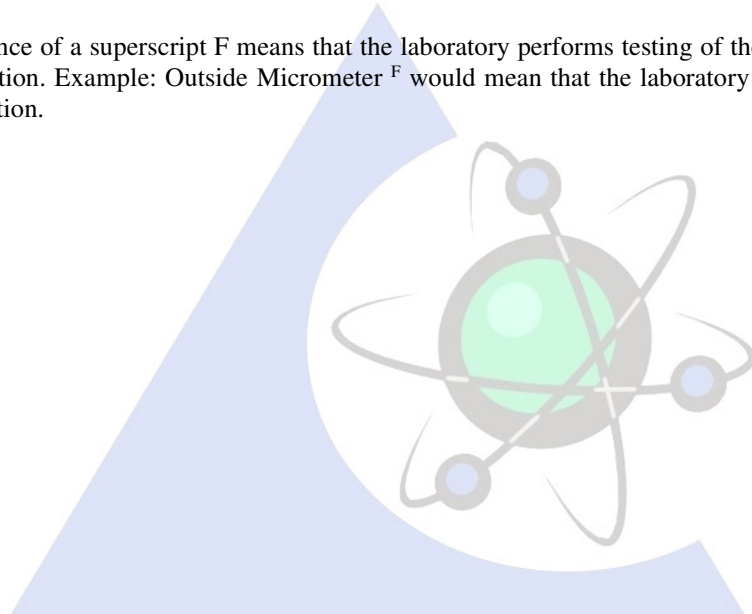 nce of a superscript F means that the laboratory performs testing of the
tion. Example: Outside Micrometer F would mean that the laboratory
tion.